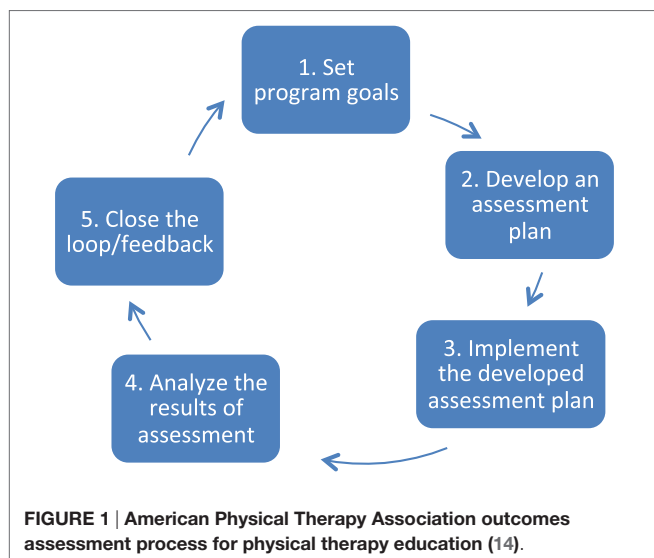 1. Set
program goals
2. Develop an
assessment
plan
3. Implement
the developed
assessment plan
4. Analyze the
results of
assessment
5. Close the
loop/feedback
FIGURE 1 | American Physical Therapy Association outcomes
assessment process for physical therapy education (14).